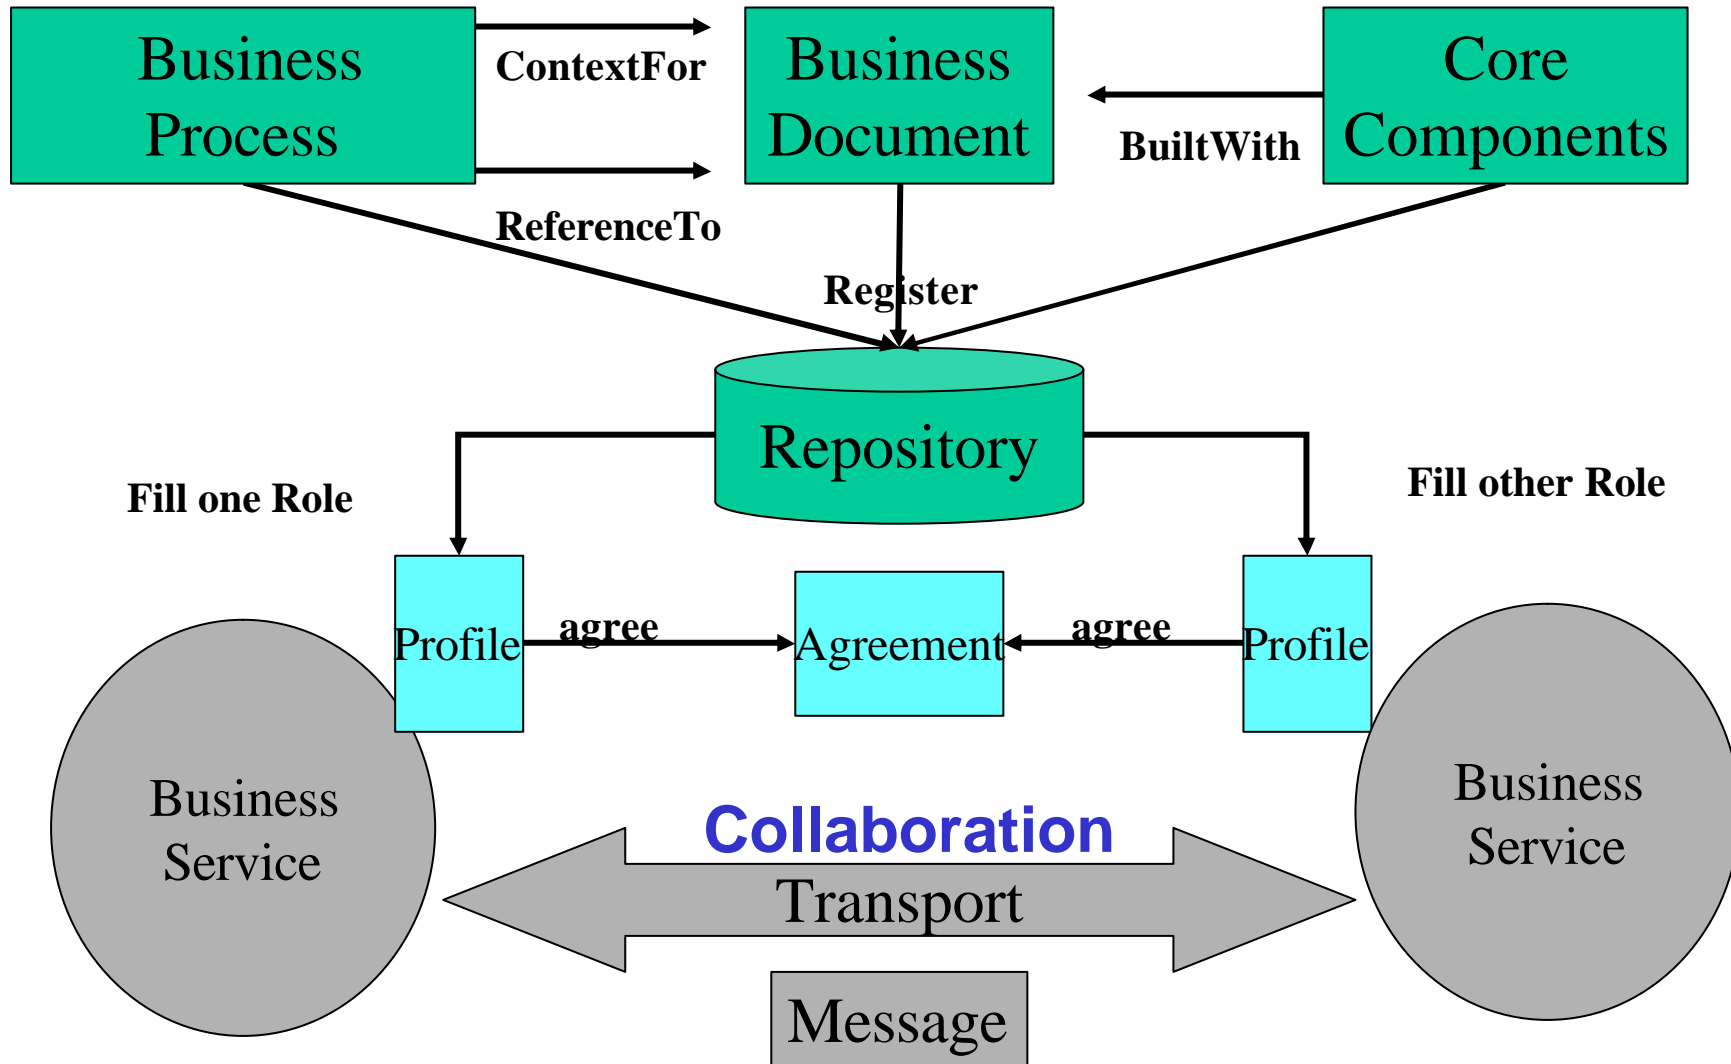 Business
Process
ContextFor
Business
Document
Core
Components
BuiltWith
ReferenceTo
Register
Repository
Fill one Role
Fill other Role
Profile
agree
Agreement
agree
Profile
Business
Service
Collaboration
Transport
Business
Service
Message